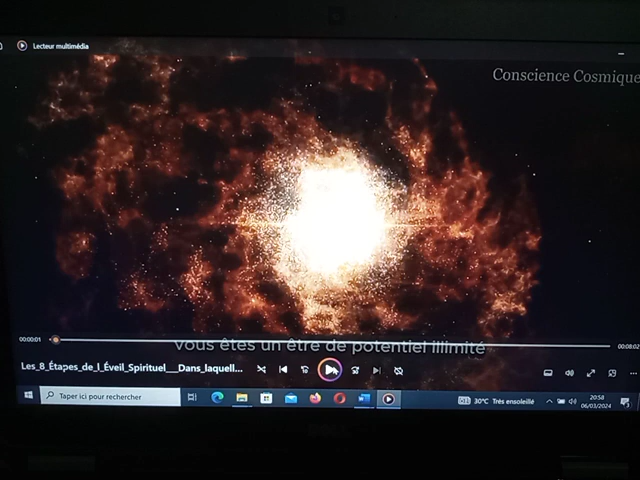 Lecteur multimédia
Conscience Cosmique
vous êtes un être de potentiel illimité
00:00:01
00:08:02
Les_8_Étapes_de_l_Éveil_Spirituel__Dans_laquell...
Taper ici pour rechercher
30°C Très ensoleillé
20:58
06/03/2024